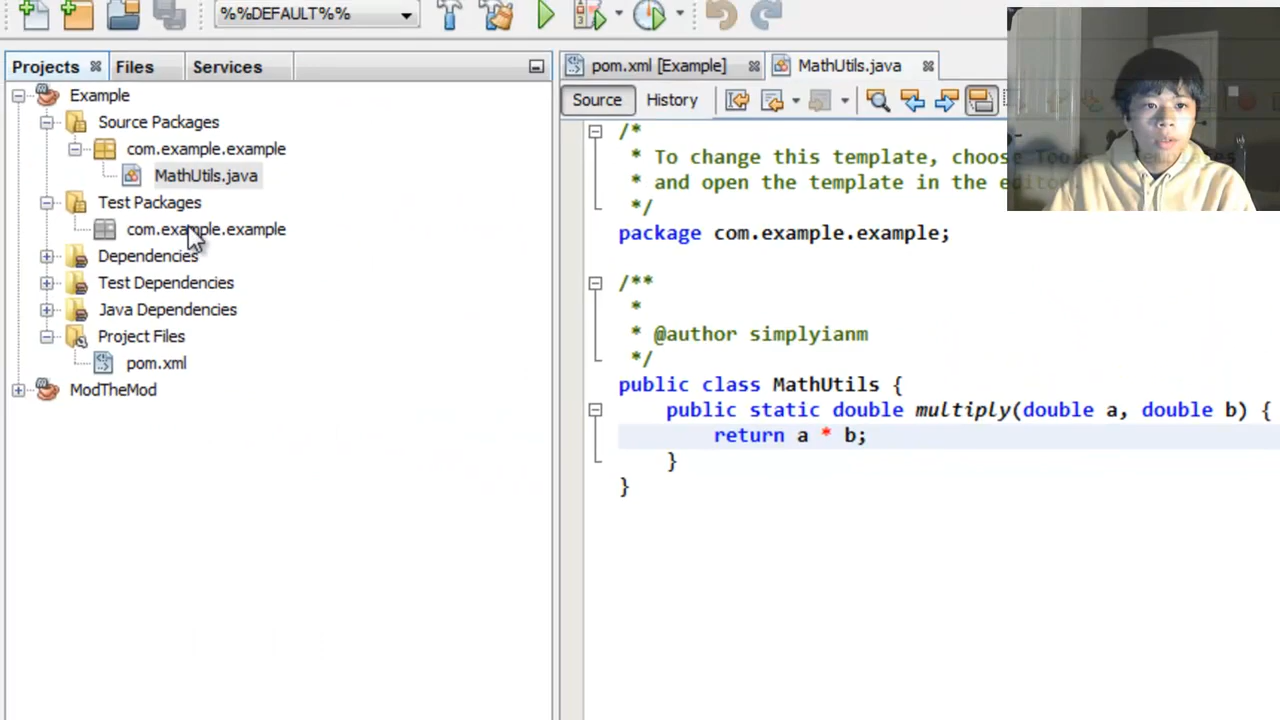 %%DEFAULT%%
Projects Files Services
pom.xml [Example] MathUtils.java
Source History
Example
Source Packages
com.example.example
MathUtils.java
Test Packages
com.example.example
Dependencies
Test Dependencies
Java Dependencies
Project Files
pom.xml
ModTheMod
/*
* To change this template, choose Tools | Templates
* and open the template in the editor.
*/
package com.example.example;
/**
*
* @author simplyianm
*/
public class MathUtils {
public static double multiply(double a, double b) {
return a * b;
}
}